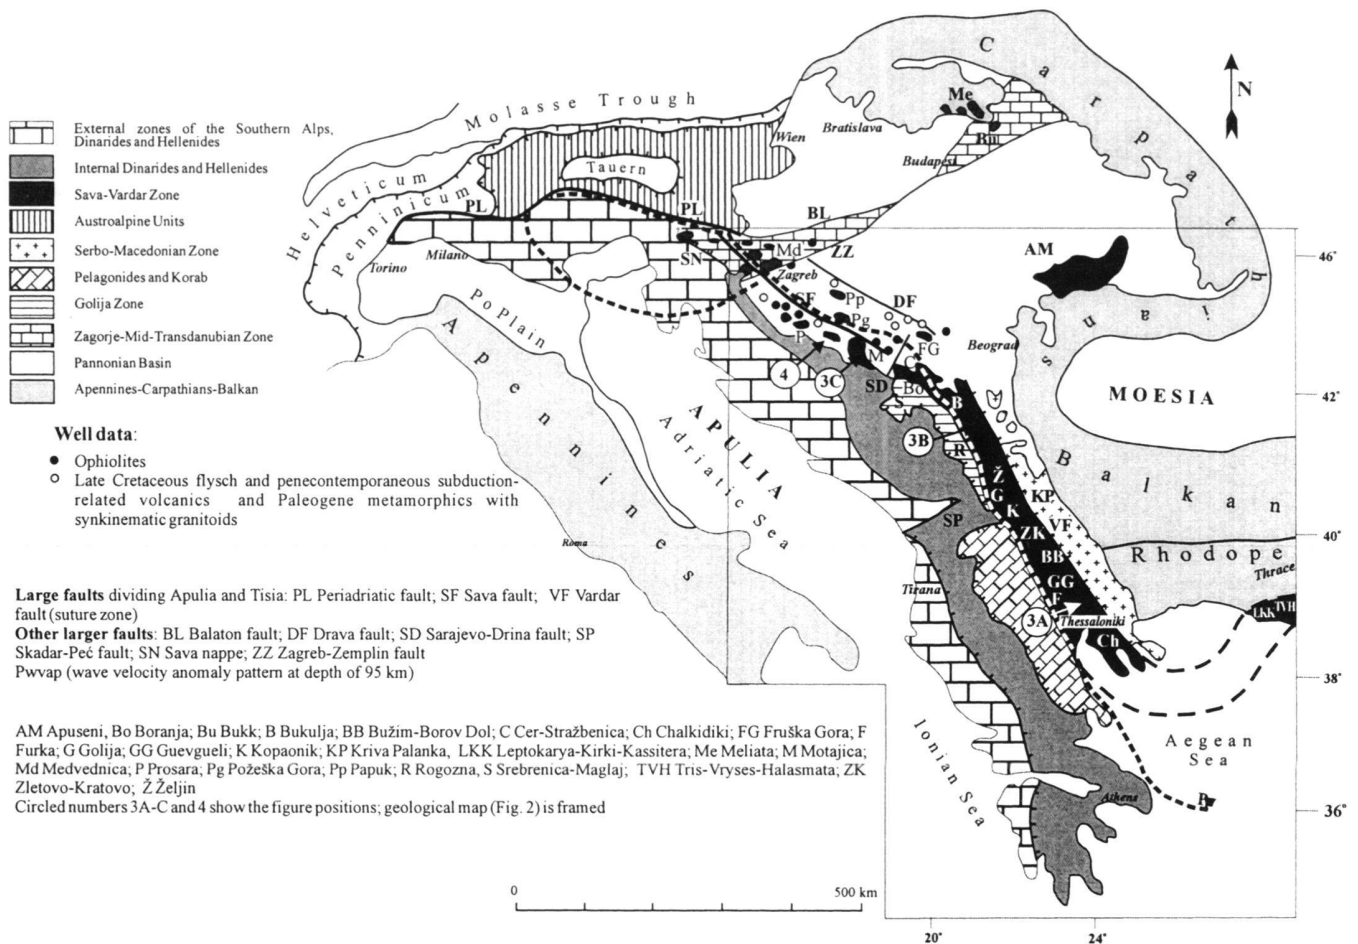 External zones of the Southern Alps,
Dinarides and Hellenides
Internal Dinarides and Hellenides
Sava-Vardar Zone
Austroalpine Units
Serbo-Macedonian Zone
Pelagonides and Korab
Golija Zone
Zagorje-Mid-Transdanubian Zone
Pannonian Basin
Apennines-Carpathians-Balkan
Well data:
Ophiolites
Late Cretaceous flysch and penecontemporaneous subduction-
related volcanics and Paleogene metamorphics with
synkinematic granitoids
Large faults dividing Apulia and Tisia: PL Periadriatic fault; SF Sava fault; VF Vardar
fault (suture zone)
Other larger faults: BL Balaton fault; DF Drava fault; SD Sarajevo-Drina fault; SP
Skadar-Peć fault; SN Sava nappe; ZZ Zagreb-Zemplin fault
Pwvap (wave velocity anomaly pattern at depth of 95 km)
AM Apuseni, Bo Boranja; Bu Bukk; B Bukulja; BB Bužim-Borov Dol; C Cer-Stražbenica; Ch Chalkidiki; FG Fruška Gora; F
Furka; G Golija; GG Guevgueli; K Kopaonik; KP Kriva Palanka, LKK Leptokarya-Kirki-Kassitera; Me Meliata; M Motajica;
Md Medvednica; P Prosara; Pg Požeška Gora; Pp Papuk; R Rogozna, S Srebrenica-Maglaj; TVH Tris-Vryses-Halasmata; ZK
Zletovo-Kratovo; Ž Željin
Circled numbers 3A-C and 4 show the figure positions; geological map (Fig. 2) is framed
0
500 km
Molasse Trough
Helveticum
Penninicum
PL
Tauern
PL
Wien
Bratislava
Budapest
Me
Bu
Carpathians
N
BL
ZZ
AM
46°
Torino
Milano
SN
Md
Zagreb
Po Plain
Apennines
SF
Pp
DF
Pg
P
M
FG
C
Beograd
4
3C
SD
Bo
S
B
MOESIA
42°
APULIA
Adriatic Sea
3B
R
Balkan
Ž
G
K
KP
SP
ZK
VF
40°
Roma
BB
Rhodope
Thrace
Tirana
GG
F
3A
Thessaloniki
LKK
TVH
Ch
38°
Ionian Sea
Aegean
Sea
Athens
36°
20°
24°